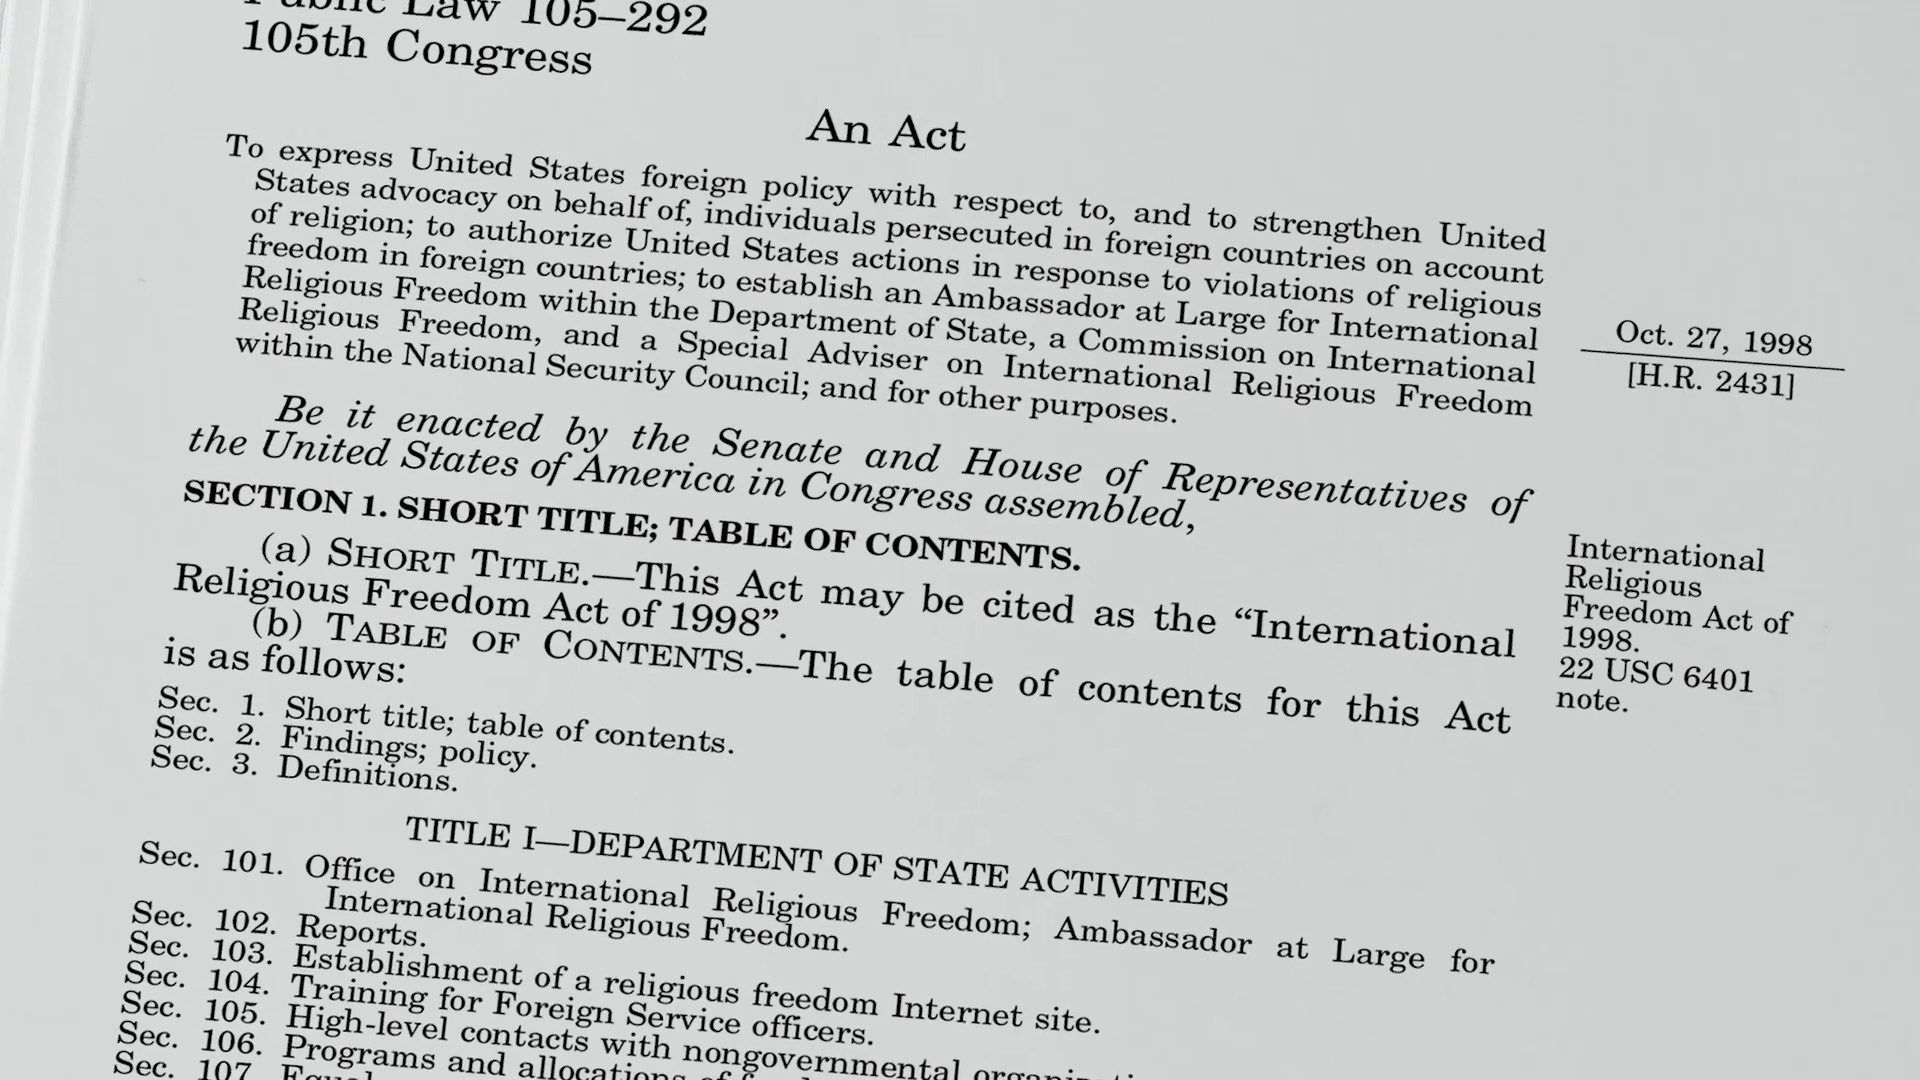 Public Law 105–292
105th Congress
An Act
To express United States foreign policy with respect to, and to strengthen United
States advocacy on behalf of, individuals persecuted in foreign countries on account
of religion; to authorize United States actions in response to violations of religious
freedom in foreign countries; to establish an Ambassador at Large for International
Religious Freedom within the Department of State, a Commission on International
Religious Freedom, and a Special Adviser on International Religious Freedom
within the National Security Council; and for other purposes.
Oct. 27, 1998
[H.R. 2431]
Be it enacted by the Senate and House of Representatives of
the United States of America in Congress assembled,
SECTION 1. SHORT TITLE; TABLE OF CONTENTS.
(a) SHORT TITLE.—This Act may be cited as the “International
Religious Freedom Act of 1998”.
(b) TABLE OF CONTENTS.—The table of contents for this Act
is as follows:
International
Religious
Freedom Act of
1998.
22 USC 6401
note.
Sec. 1. Short title; table of contents.
Sec. 2. Findings; policy.
Sec. 3. Definitions.
TITLE I—DEPARTMENT OF STATE ACTIVITIES
Sec. 101. Office on International Religious Freedom; Ambassador at Large for
International Religious Freedom.
Sec. 102. Reports.
Sec. 103. Establishment of a religious freedom Internet site.
Sec. 104. Training for Foreign Service officers.
Sec. 105. High-level contacts with nongovernmental
Sec. 106. Programs and allocations of
Sec. 107. Equal